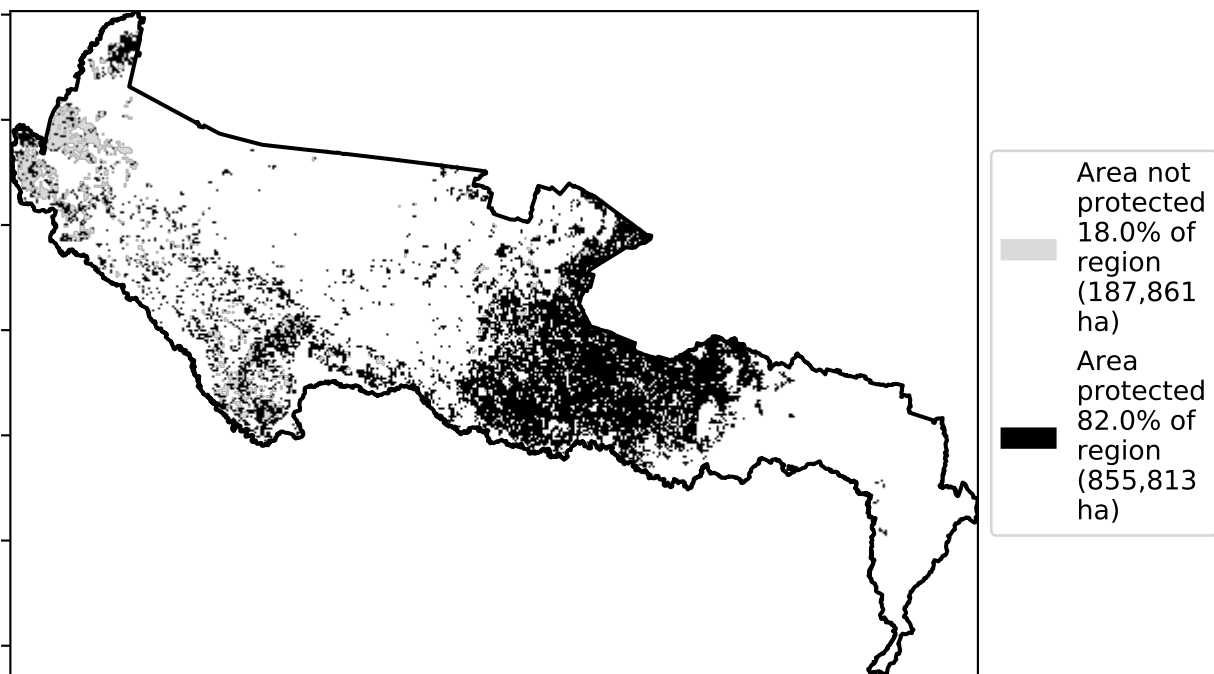 Area not
protected
18.0% of
region
(187,861
ha)
Area
protected
82.0% of
region
(855,813
ha)